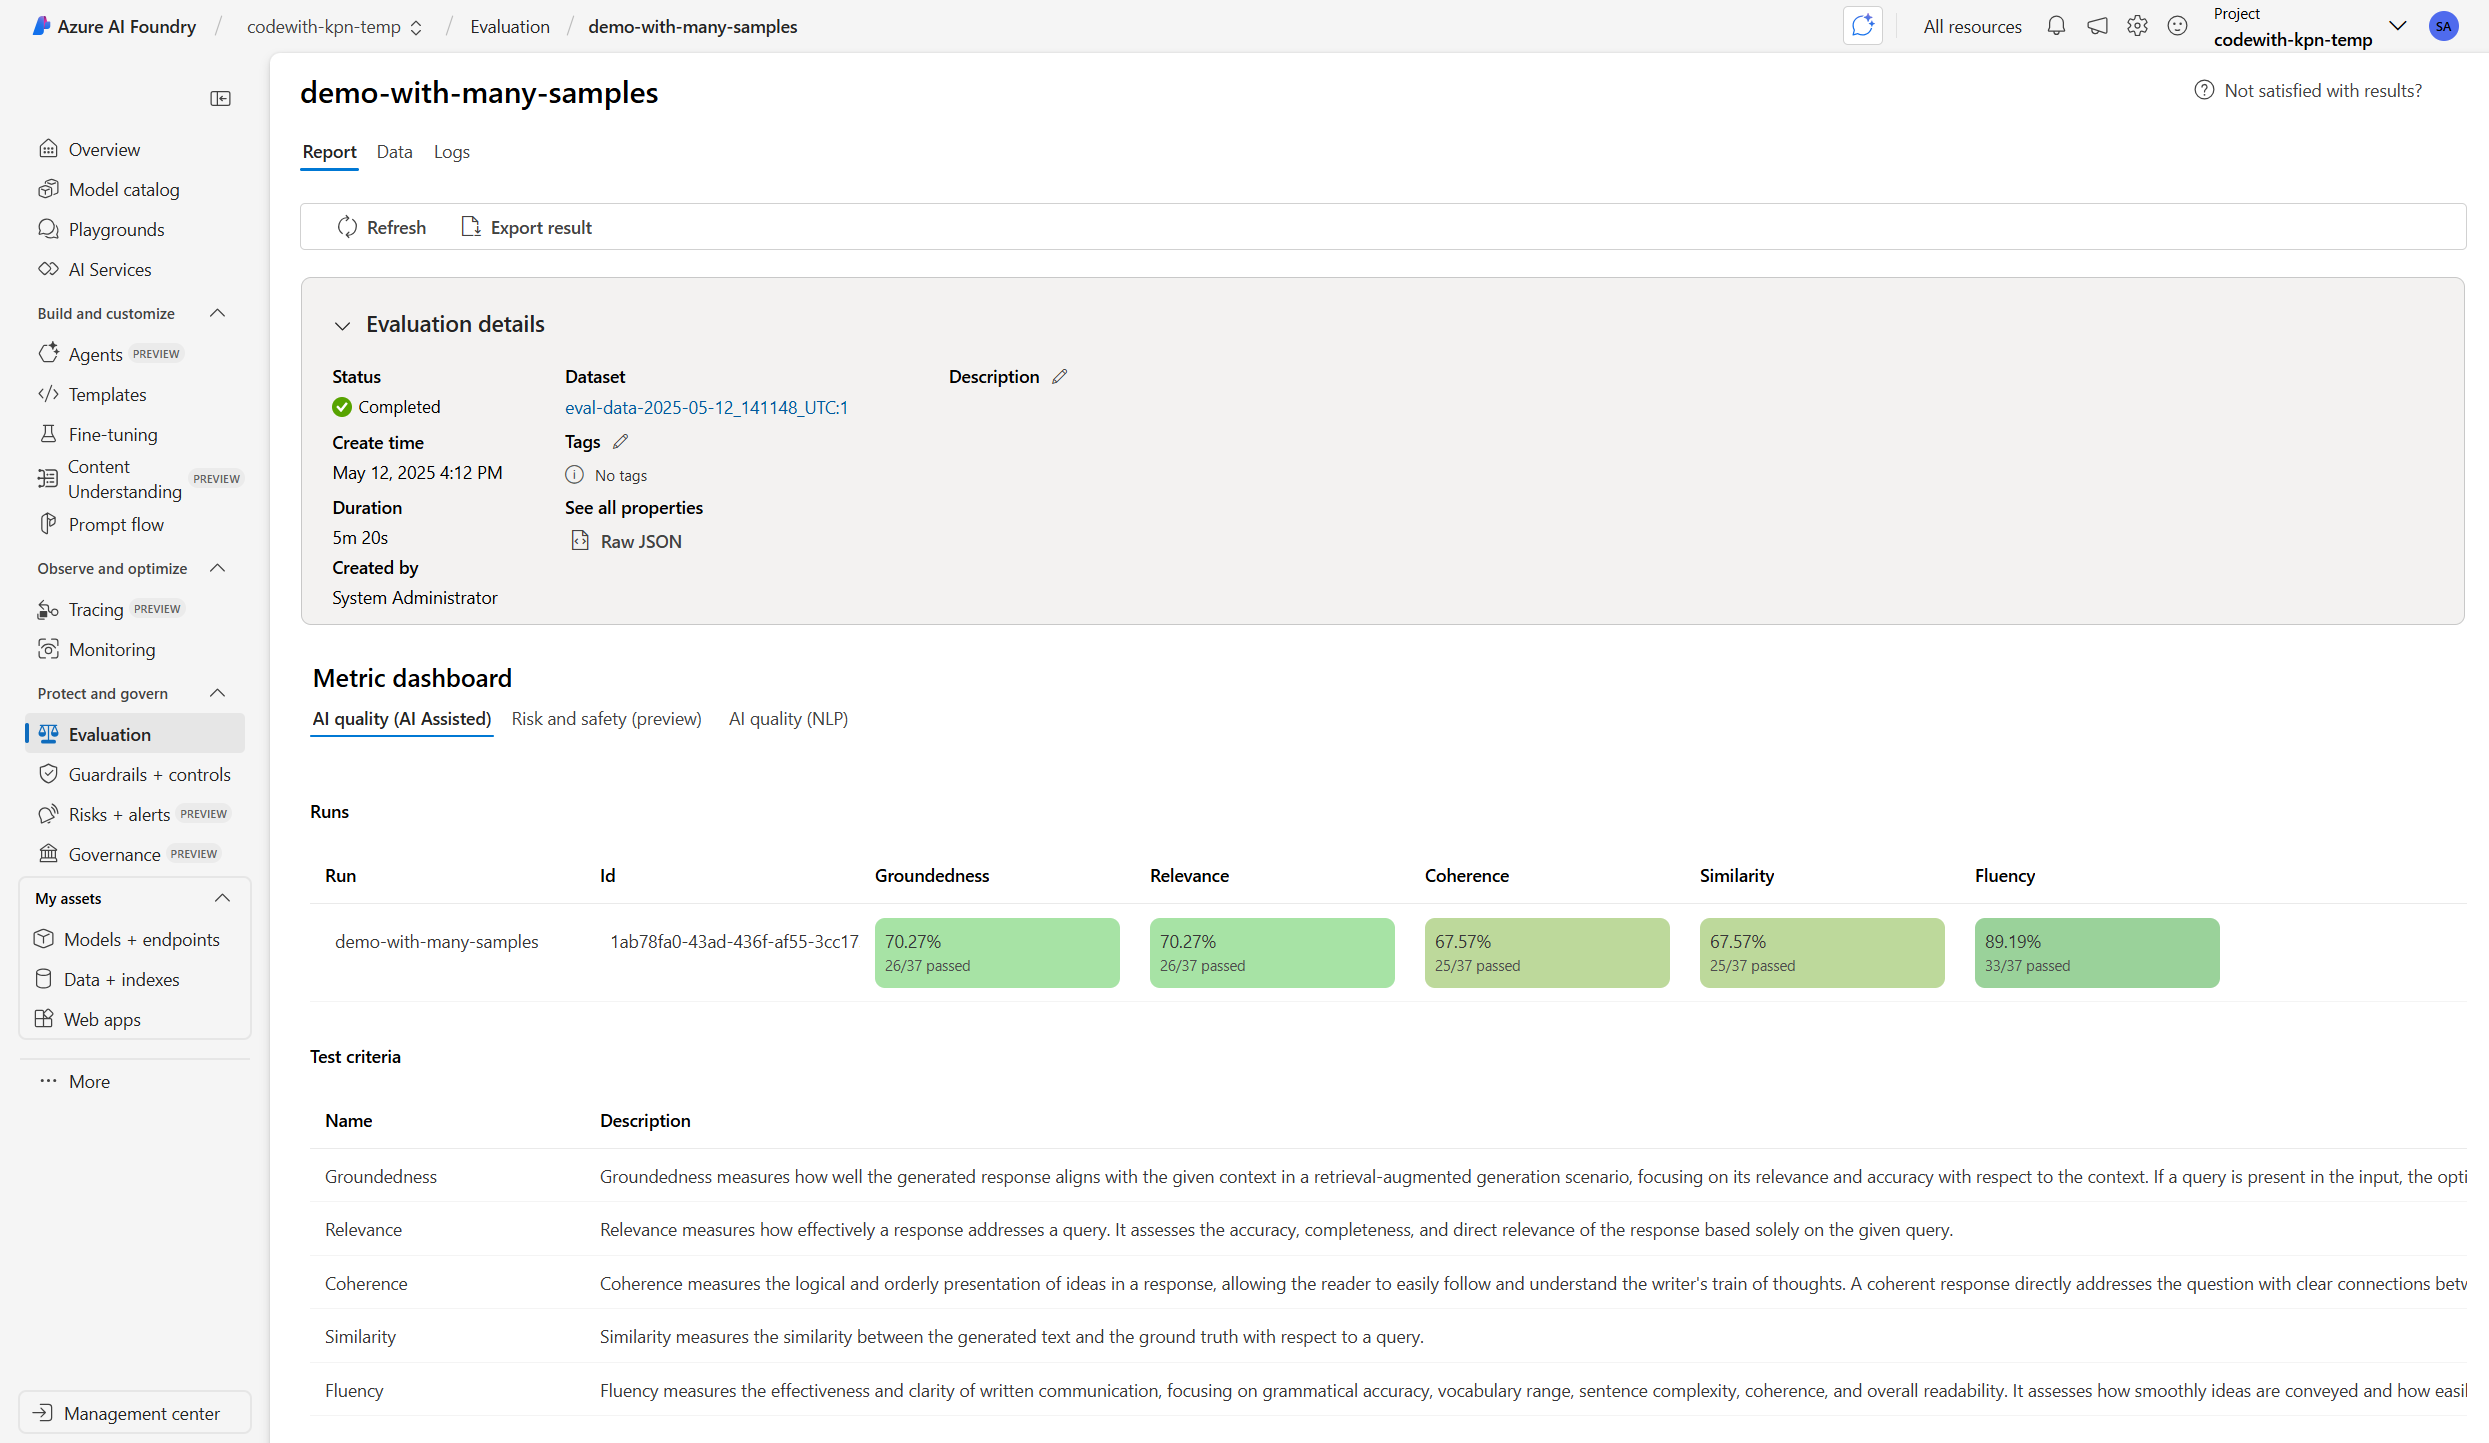 Azure AI Foundry / codewith-kpn-temp / Evaluation / demo-with-many-samples
All resources
Project
codewith-kpn-temp
SA
demo-with-many-samples
Not satisfied with results?
Report Data Logs
Refresh Export result
Overview
Model catalog
Playgrounds
AI Services
Build and customize
Agents PREVIEW
Templates
Fine-tuning
Content
Understanding PREVIEW
Prompt flow
Observe and optimize
Tracing PREVIEW
Monitoring
Protect and govern
Evaluation
Guardrails + controls
Risks + alerts PREVIEW
Governance PREVIEW
My assets
Models + endpoints
Data + indexes
Web apps
More
Management center
Evaluation details
Status
Completed
Create time
May 12, 2025 4:12 PM
Duration
5m 20s
Created by
System Administrator
Dataset
eval-data-2025-05-12_141148_UTC:1
Tags
No tags
See all properties
Raw JSON
Description
Metric dashboard
AI quality (AI Assisted) Risk and safety (preview) AI quality (NLP)
Runs
Run Id Groundedness Relevance Coherence Similarity Fluency
demo-with-many-samples 1ab78fa0-43ad-436f-af55-3cc17 70.27% 70.27% 67.57% 67.57% 89.19%
26/37 passed 26/37 passed 25/37 passed 25/37 passed 33/37 passed
Test criteria
Name Description
Groundedness Groundedness measures how well the generated response aligns with the given context in a retrieval-augmented generation scenario, focusing on its relevance and accuracy with respect to the context. If a query is present in the input, the opti
Relevance Relevance measures how effectively a response addresses a query. It assesses the accuracy, completeness, and direct relevance of the response based solely on the given query.
Coherence Coherence measures the logical and orderly presentation of ideas in a response, allowing the reader to easily follow and understand the writer's train of thoughts. A coherent response directly addresses the question with clear connections betw
Similarity Similarity measures the similarity between the generated text and the ground truth with respect to a query.
Fluency Fluency measures the effectiveness and clarity of written communication, focusing on grammatical accuracy, vocabulary range, sentence complexity, coherence, and overall readability. It assesses how smoothly ideas are conveyed and how easil